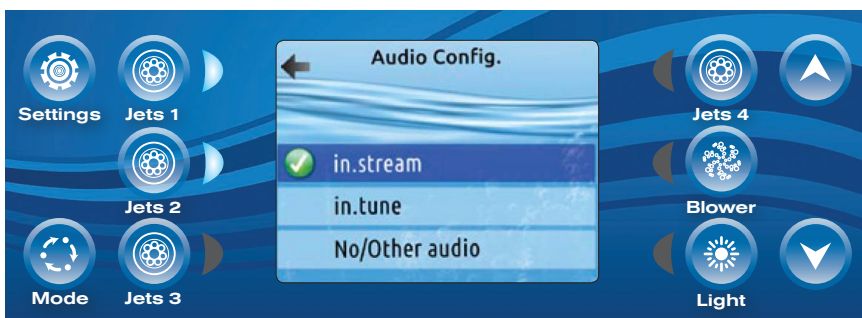 Settings
Jets 1
Jets 2
Mode
Jets 3
Audio Config.
in.stream
in.tune
No/Other audio
Jets 4
Blower
Light